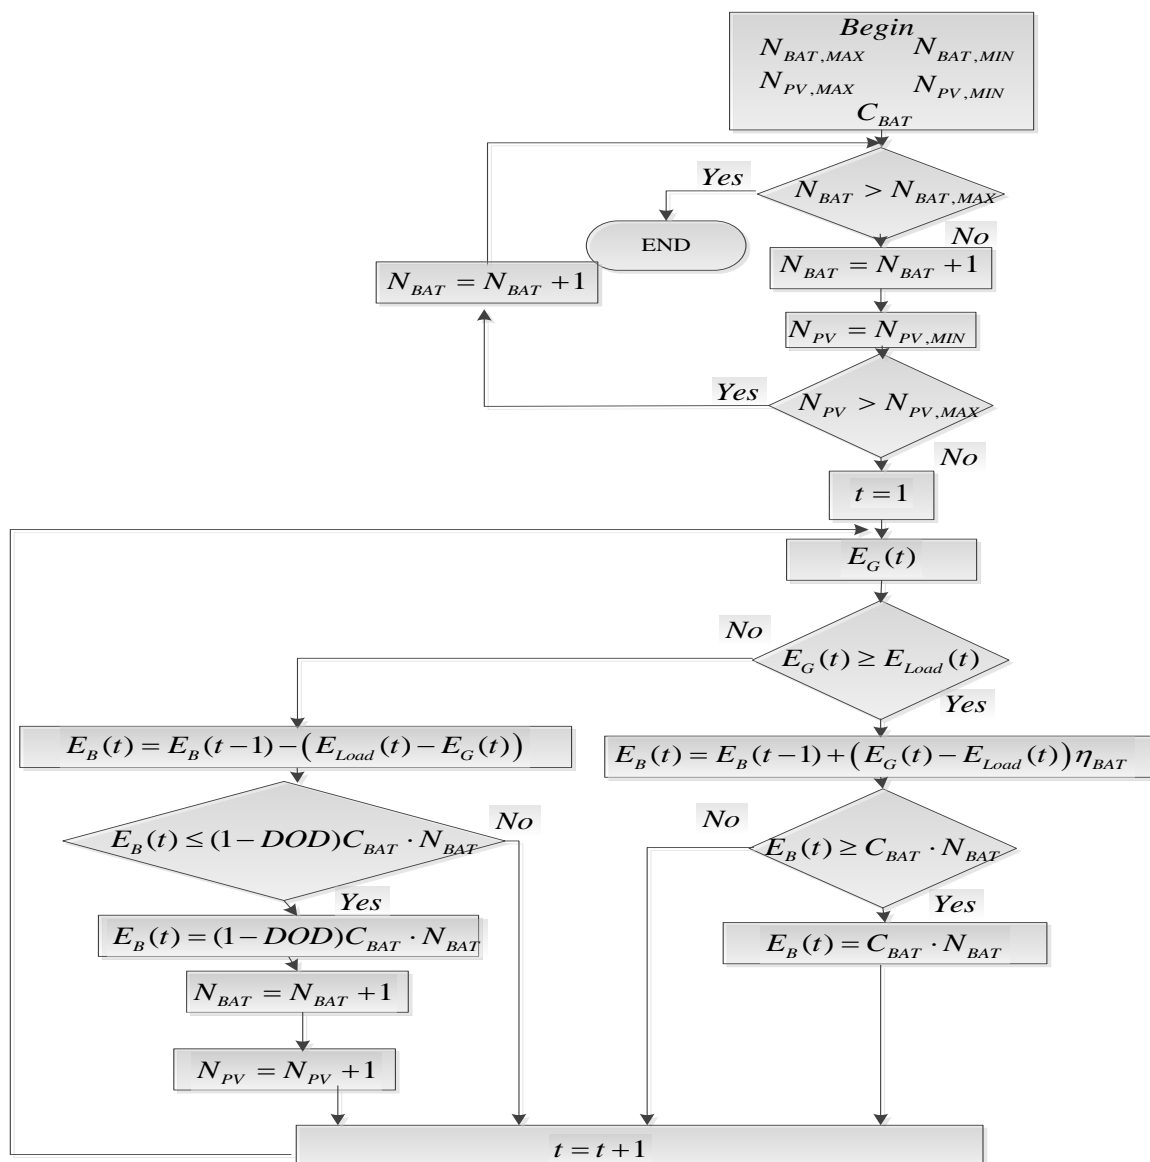 Begin
N_{BAT,MAX} N_{BAT,MIN}
N_{PV,MAX} N_{PV,MIN}
C_{BAT}
Yes
N_{BAT} > N_{BAT,MAX}
END
No
N_{BAT} = N_{BAT} + 1
N_{BAT} = N_{BAT} + 1
N_{PV} = N_{PV,MIN}
Yes
N_{PV} > N_{PV,MAX}
No
t = 1
E_G(t)
No
E_G(t) ≥ E_{Load}(t)
Yes
E_B(t) = E_B(t−1) − (E_{Load}(t) − E_G(t))
E_B(t) = E_B(t−1) + (E_G(t) − E_{Load}(t))η_{BAT}
E_B(t) ≤ (1−DOD)C_{BAT} · N_{BAT}
No
No
E_B(t) ≥ C_{BAT} · N_{BAT}
Yes
Yes
E_B(t) = (1−DOD)C_{BAT} · N_{BAT}
E_B(t) = C_{BAT} · N_{BAT}
N_{BAT} = N_{BAT} + 1
N_{PV} = N_{PV} + 1
t = t + 1